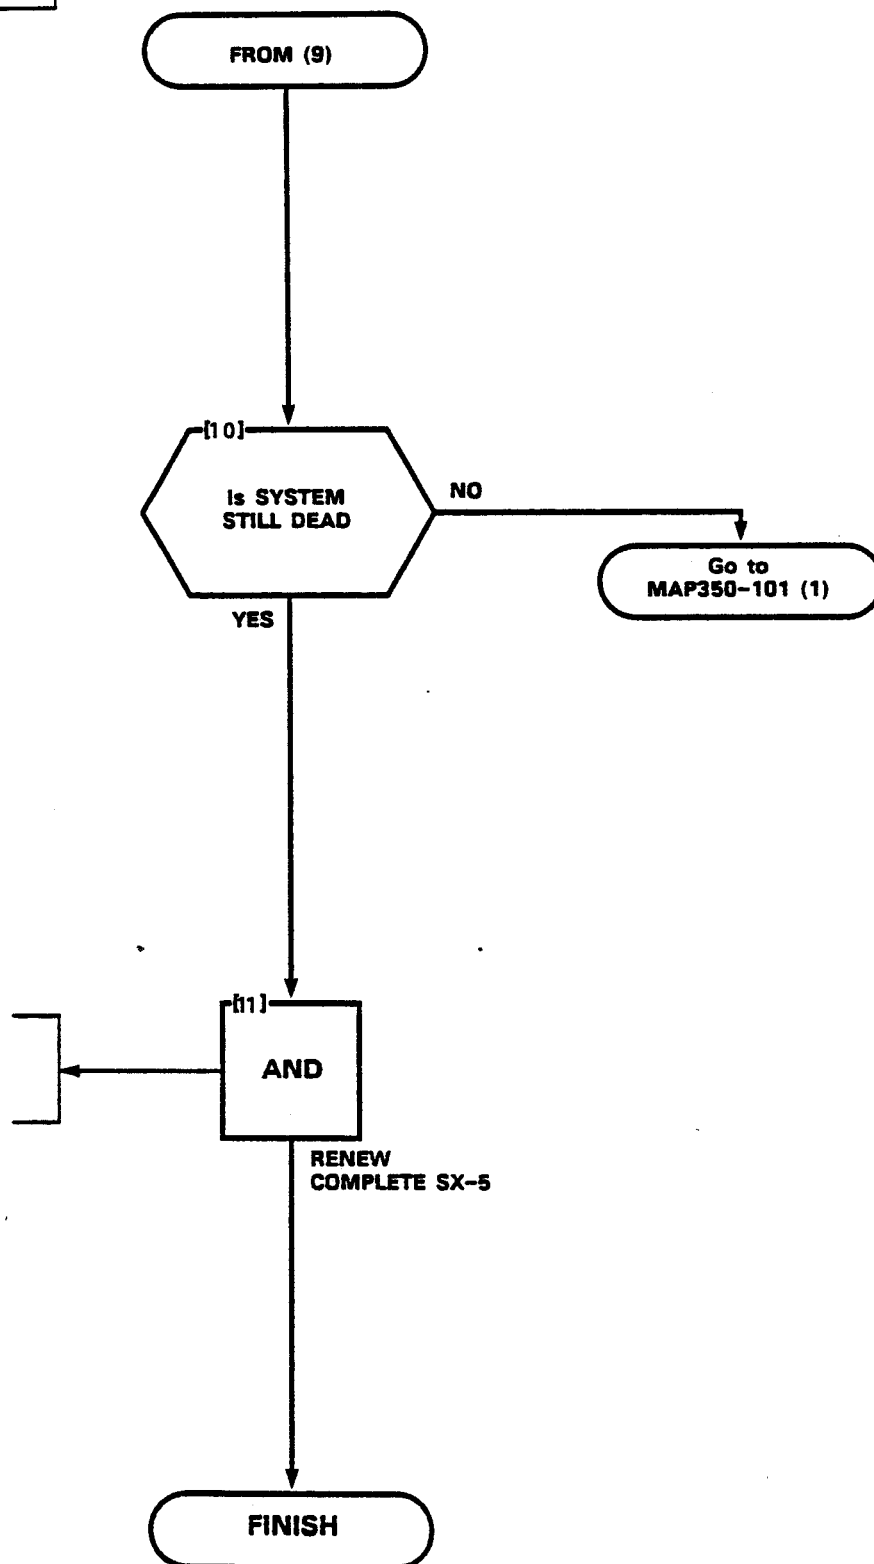 FROM (9)
[10]
Is SYSTEM
STILL DEAD
NO
Go to
MAP350-101 (1)
YES
[11]
AND
RENEW
COMPLETE SX-5
FINISH